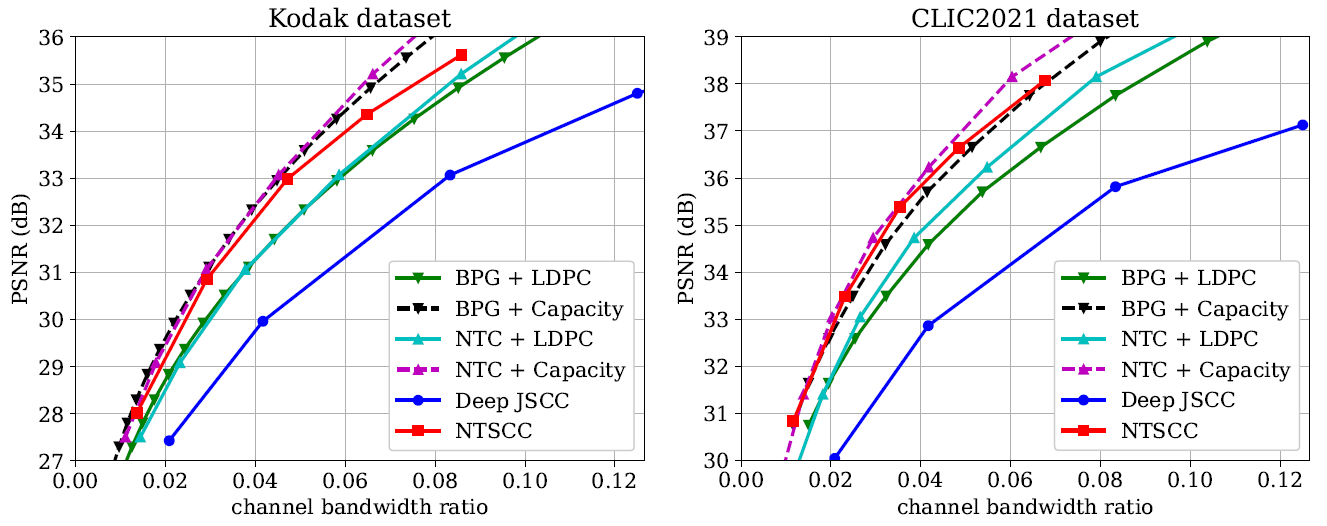 Kodak dataset
36
35
34
33
32
31
30
29
28
27
PSNR (dB)
0.00 0.02 0.04 0.06 0.08 0.10 0.12
channel bandwidth ratio
BPG + LDPC
BPG + Capacity
NTC + LDPC
NTC + Capacity
Deep JSCC
NTSCC
CLIC2021 dataset
39
38
37
36
35
34
33
32
31
30
PSNR (dB)
0.00 0.02 0.04 0.06 0.08 0.10 0.12
channel bandwidth ratio
BPG + LDPC
BPG + Capacity
NTC + LDPC
NTC + Capacity
Deep JSCC
NTSCC